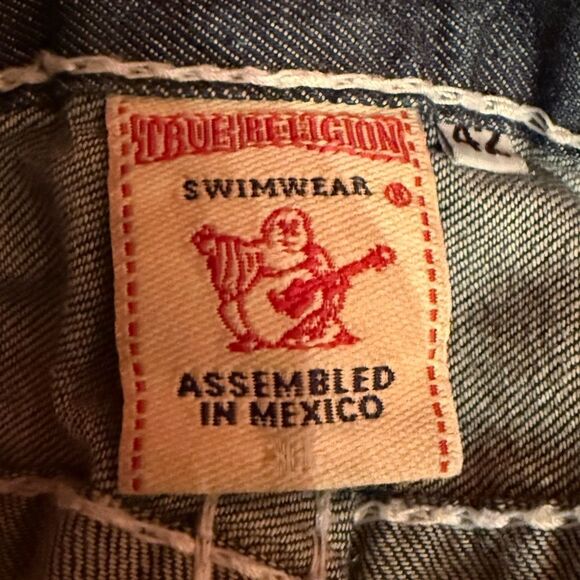 TRUE RELIGION
42
SWIMWEAR ®
ASSEMBLED
IN MEXICO